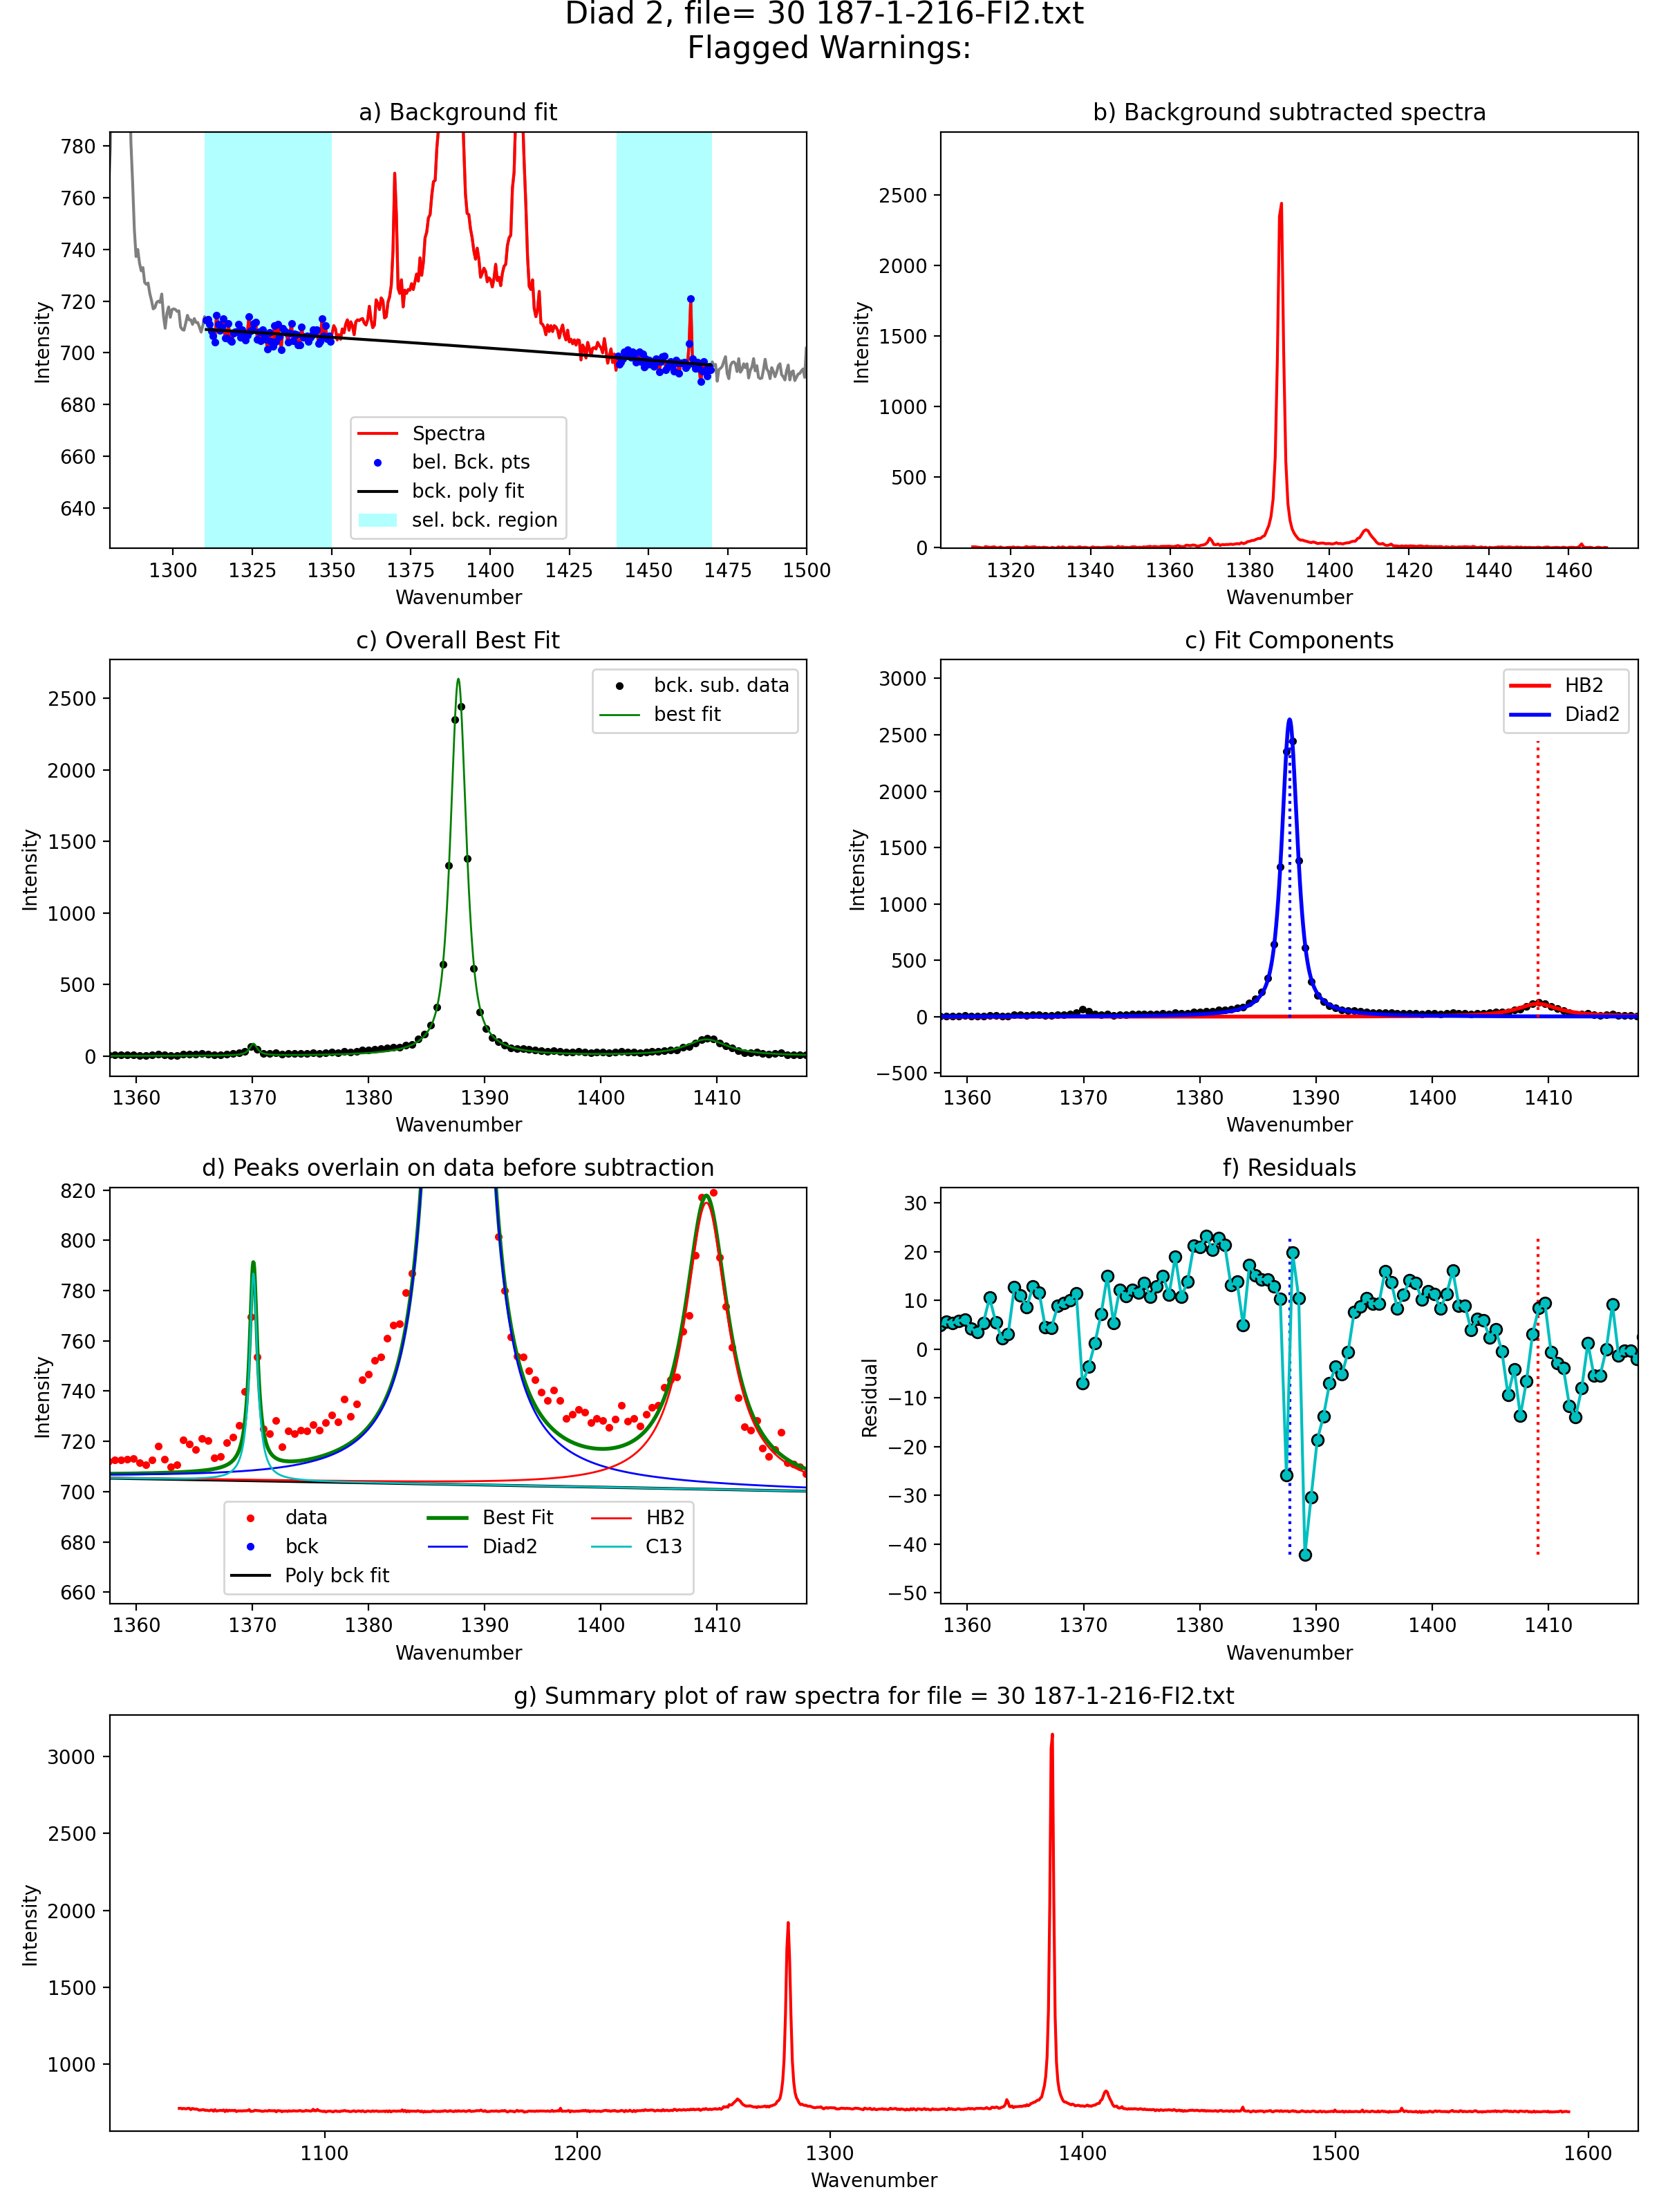 Diad 2, file= 30 187-1-216-FI2.txt
Flagged Warnings:
a) Background fit
780
760
740
720
700
680
660
640
Intensity
Spectra
bel. Bck. pts
bck. poly fit
sel. bck. region
1300 1325 1350 1375 1400 1425 1450 1475 1500
Wavenumber
b) Background subtracted spectra
2500
2000
1500
1000
500
0
Intensity
1320 1340 1360 1380 1400 1420 1440 1460
Wavenumber
c) Overall Best Fit
2500
2000
1500
1000
500
0
Intensity
bck. sub. data
best fit
1360 1370 1380 1390 1400 1410
Wavenumber
c) Fit Components
3000
2500
2000
1500
1000
500
0
−500
Intensity
HB2
Diad2
1360 1370 1380 1390 1400 1410
Wavenumber
d) Peaks overlain on data before subtraction
820
800
780
760
740
720
700
680
660
Intensity
data
bck
Poly bck fit
Best Fit
Diad2
HB2
C13
1360 1370 1380 1390 1400 1410
Wavenumber
f) Residuals
30
20
10
0
−10
−20
−30
−40
−50
Residual
1360 1370 1380 1390 1400 1410
Wavenumber
g) Summary plot of raw spectra for file = 30 187-1-216-FI2.txt
3000
2500
2000
1500
1000
Intensity
1100 1200 1300 1400 1500 1600
Wavenumber